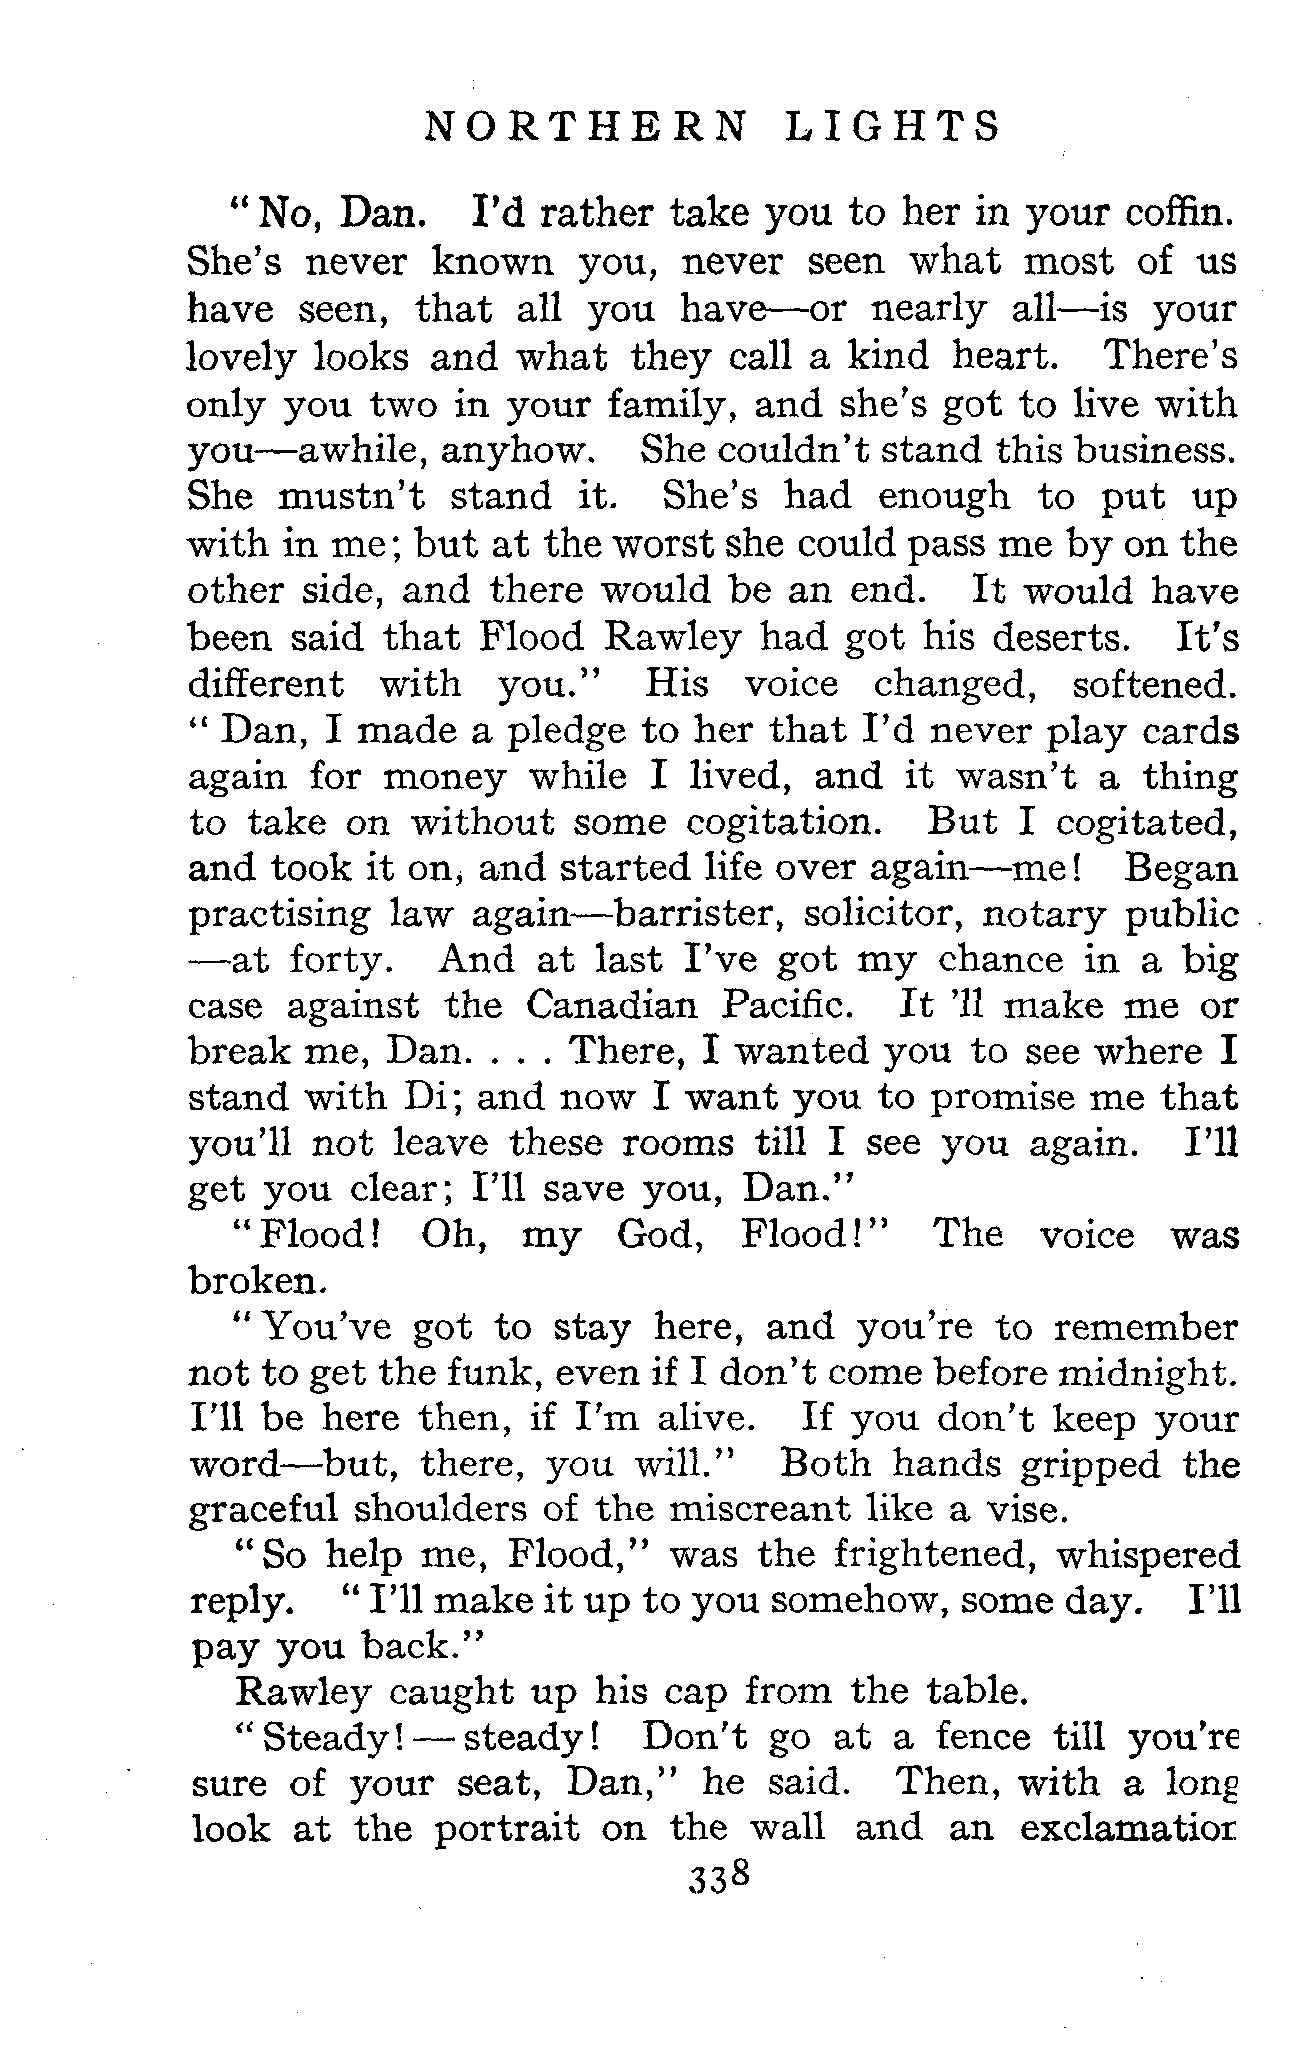 NORTHERN LIGHTS
"No, Dan. I'd rather take you to her in your coffin.
She's never known you, never seen what most of us
have seen, that all you have—or nearly all—is your
lovely looks and what they call a kind heart. There's
only you two in your family, and she's got to live with
you—awhile, anyhow. She couldn't stand this business.
She mustn't stand it. She's had enough to put up
with in me; but at the worst she could pass me by on the
other side, and there would be an end. It would have
been said that Flood Rawley had got his deserts. It's
different with you." His voice changed, softened.
"Dan, I made a pledge to her that I'd never play cards
again for money while I lived, and it wasn't a thing
to take on without some cogitation. But I cogitated,
and took it on, and started life over again—me! Began
practising law again—barrister, solicitor, notary public
—at forty. And at last I've got my chance in a big
case against the Canadian Pacific. It 'll make me or
break me, Dan. . . . There, I wanted you to see where I
stand with Di; and now I want you to promise me that
you'll not leave these rooms till I see you again. I'll
get you clear; I'll save you, Dan."
"Flood! Oh, my God, Flood!" The voice was
broken.
"You've got to stay here, and you're to remember
not to get the funk, even if I don't come before midnight.
I'll be here then, if I'm alive. If you don't keep your
word—but, there, you will." Both hands gripped the
graceful shoulders of the miscreant like a vise.
"So help me, Flood," was the frightened, whispered
reply. "I'll make it up to you somehow, some day. I'll
pay you back."
Rawley caught up his cap from the table.
"Steady!—steady! Don't go at a fence till you're
sure of your seat, Dan," he said. Then, with a long
look at the portrait on the wall and an exclamation
338